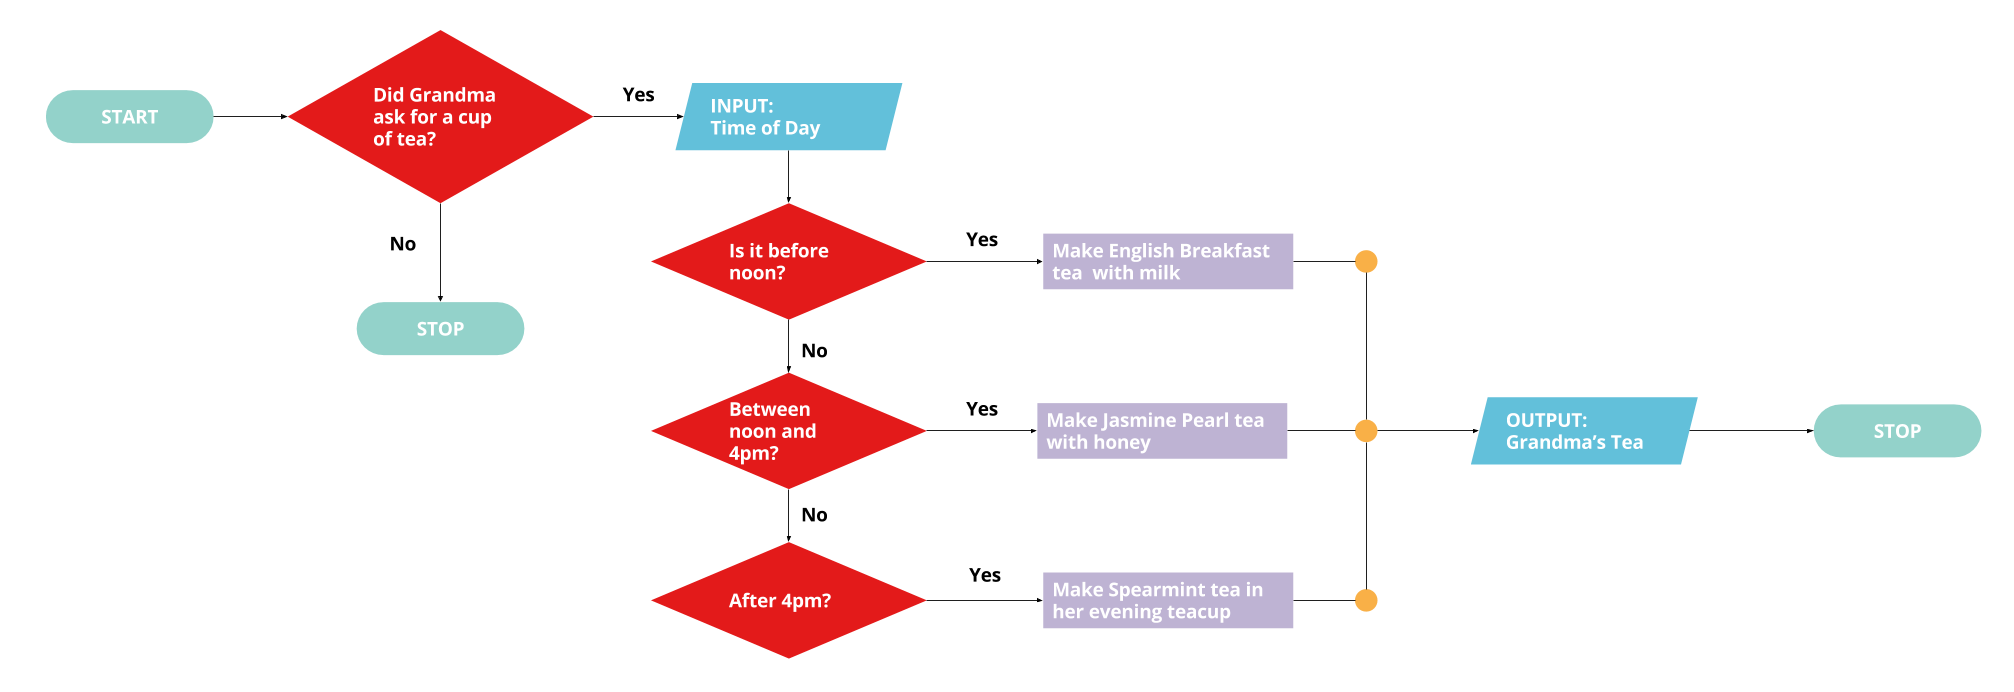 START
Did Grandma
ask for a cup
of tea?
Yes
INPUT:
Time of Day
No
STOP
Is it before
noon?
Yes
Make English Breakfast
tea  with milk
No
Between
noon and
4pm?
Yes
Make Jasmine Pearl tea
with honey
OUTPUT:
Grandma’s Tea
STOP
No
After 4pm?
Yes
Make Spearmint tea in
her evening teacup